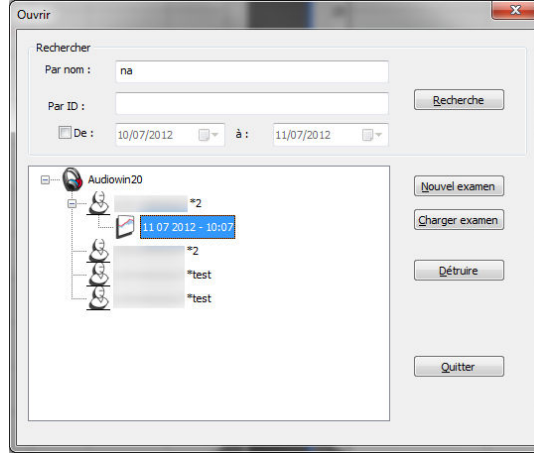 Ouvrir
Rechercher
Par nom : na
Par ID : Recherche
De : 10/07/2012 à : 11/07/2012
Audiowin20
Nouvel examen
*2
11 07 2012 - 10:07
Charger examen
*2
*test
Détruire
*test
Quitter